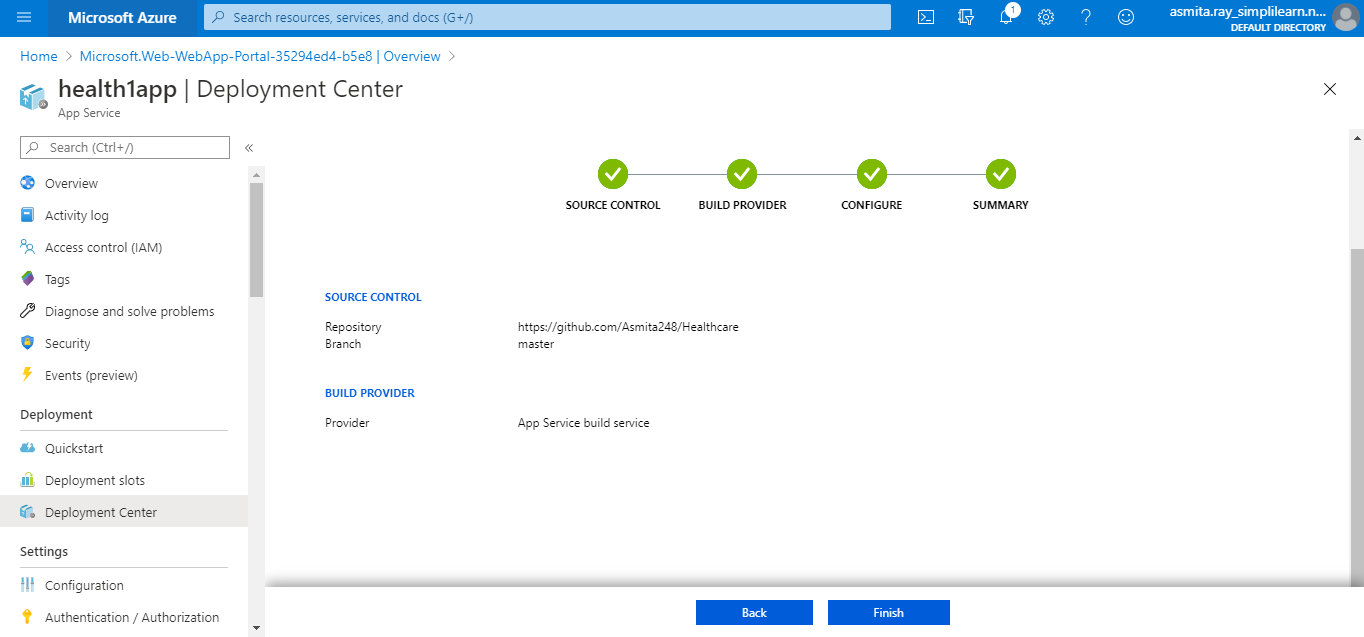 Microsoft Azure
Search resources, services, and docs (G+/)
1
asmita.ray_simplilearn.n...
DEFAULT DIRECTORY
Home > Microsoft.Web-WebApp-Portal-35294ed4-b5e8 | Overview >
health1app | Deployment Center
App Service
Search (Ctrl+/)
«
Overview
Activity log
Access control (IAM)
Tags
Diagnose and solve problems
Security
Events (preview)
Deployment
Quickstart
Deployment slots
Deployment Center
Settings
Configuration
Authentication / Authorization
SOURCE CONTROL
BUILD PROVIDER
CONFIGURE
SUMMARY
SOURCE CONTROL
Repository https://github.com/Asmita248/Healthcare
Branch master
BUILD PROVIDER
Provider App Service build service
Back
Finish